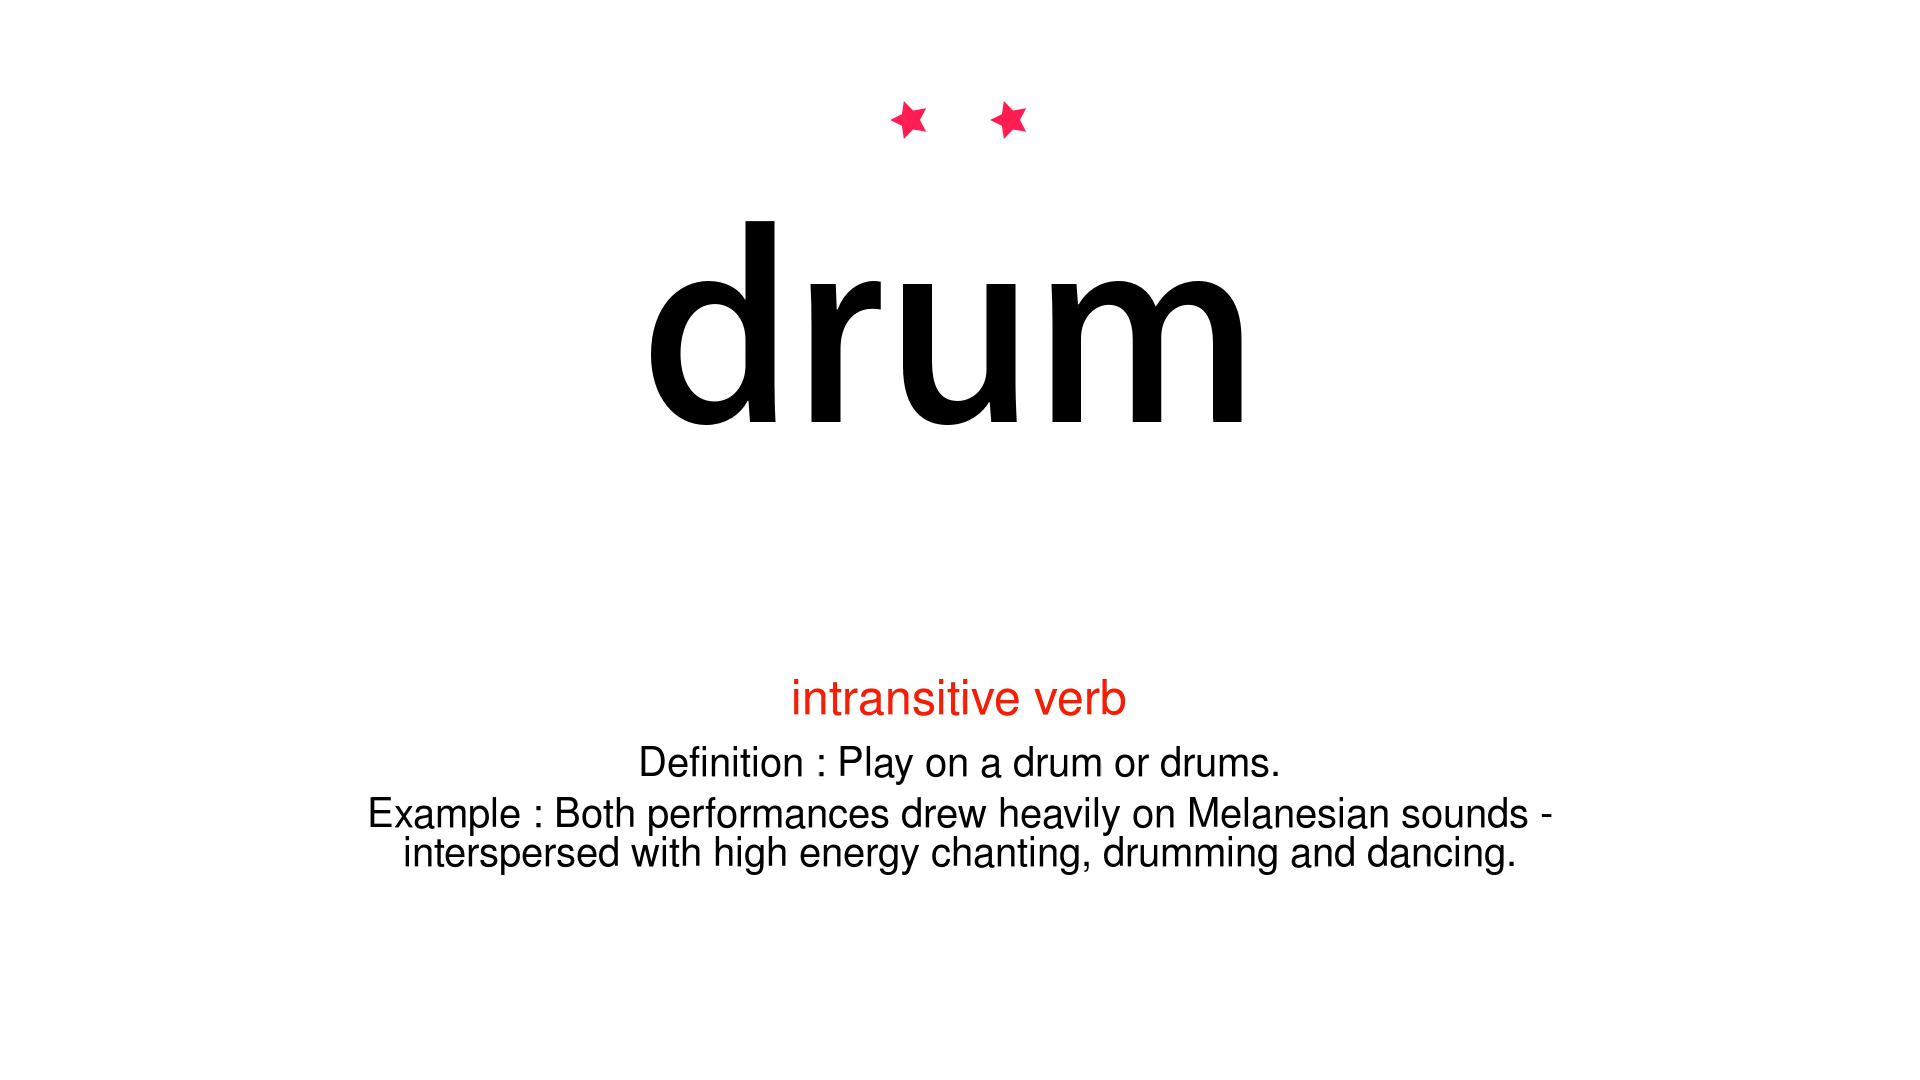 drum
intransitive verb
Definition : Play on a drum or drums.
Example : Both performances drew heavily on Melanesian sounds -
interspersed with high energy chanting, drumming and dancing.